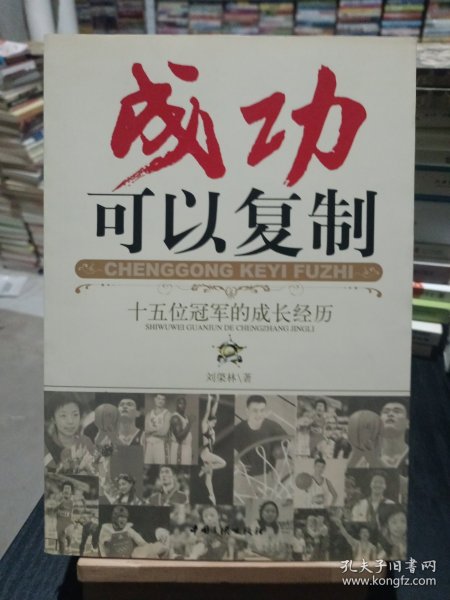 成功
可以复制
CHENGGONG KEYI FUZHI
十五位冠军的成长经历
SHIWUWEI GUANJUN DE CHENGZHANG JINGLI
刘荣林\著
孔夫子旧书网
www.kongfz.com